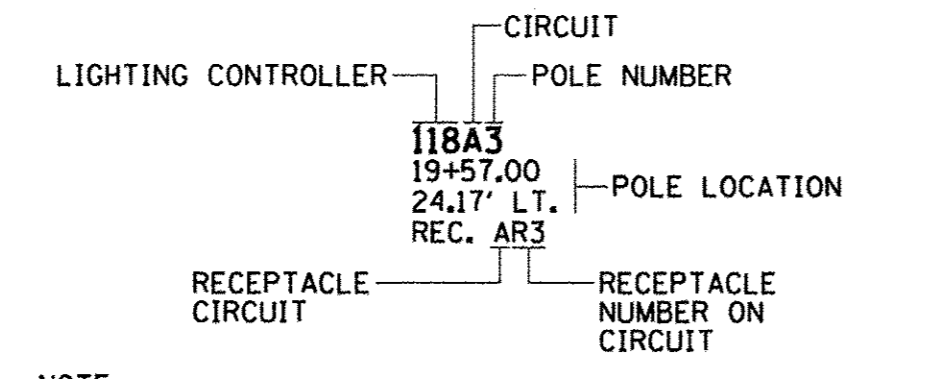 CIRCUIT
LIGHTING CONTROLLER
POLE NUMBER
118A3
19+57.00
24.17' LT.
POLE LOCATION
REC. AR3
RECEPTACLE
CIRCUIT
RECEPTACLE
NUMBER ON
CIRCUIT